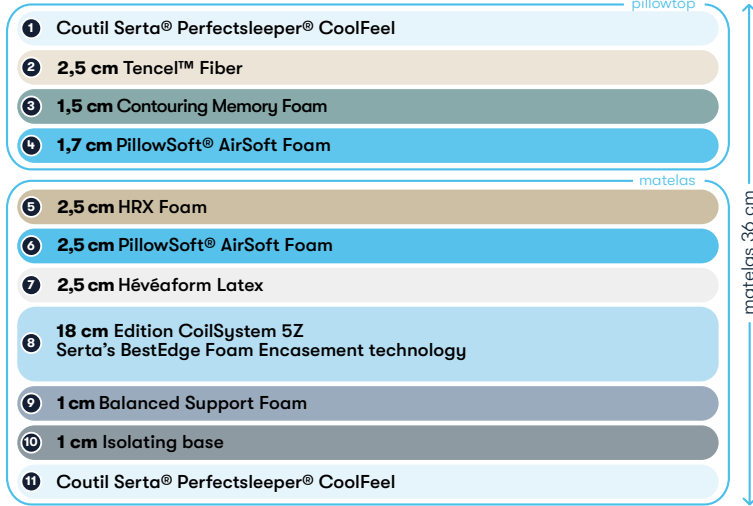 pillowtop
1 Coutil Serta® Perfectsleeper® CoolFeel
2 2,5 cm Tencel™ Fiber
3 1,5 cm Contouring Memory Foam
4 1,7 cm PillowSoft® AirSoft Foam
matelas
5 2,5 cm HRX Foam
6 2,5 cm PillowSoft® AirSoft Foam
7 2,5 cm Hévéaform Latex
8 18 cm Edition CoilSystem 5Z
Serta's BestEdge Foam Encasement technology
9 1 cm Balanced Support Foam
10 1 cm Isolating base
11 Coutil Serta® Perfectsleeper® CoolFeel
matelas 36 cm